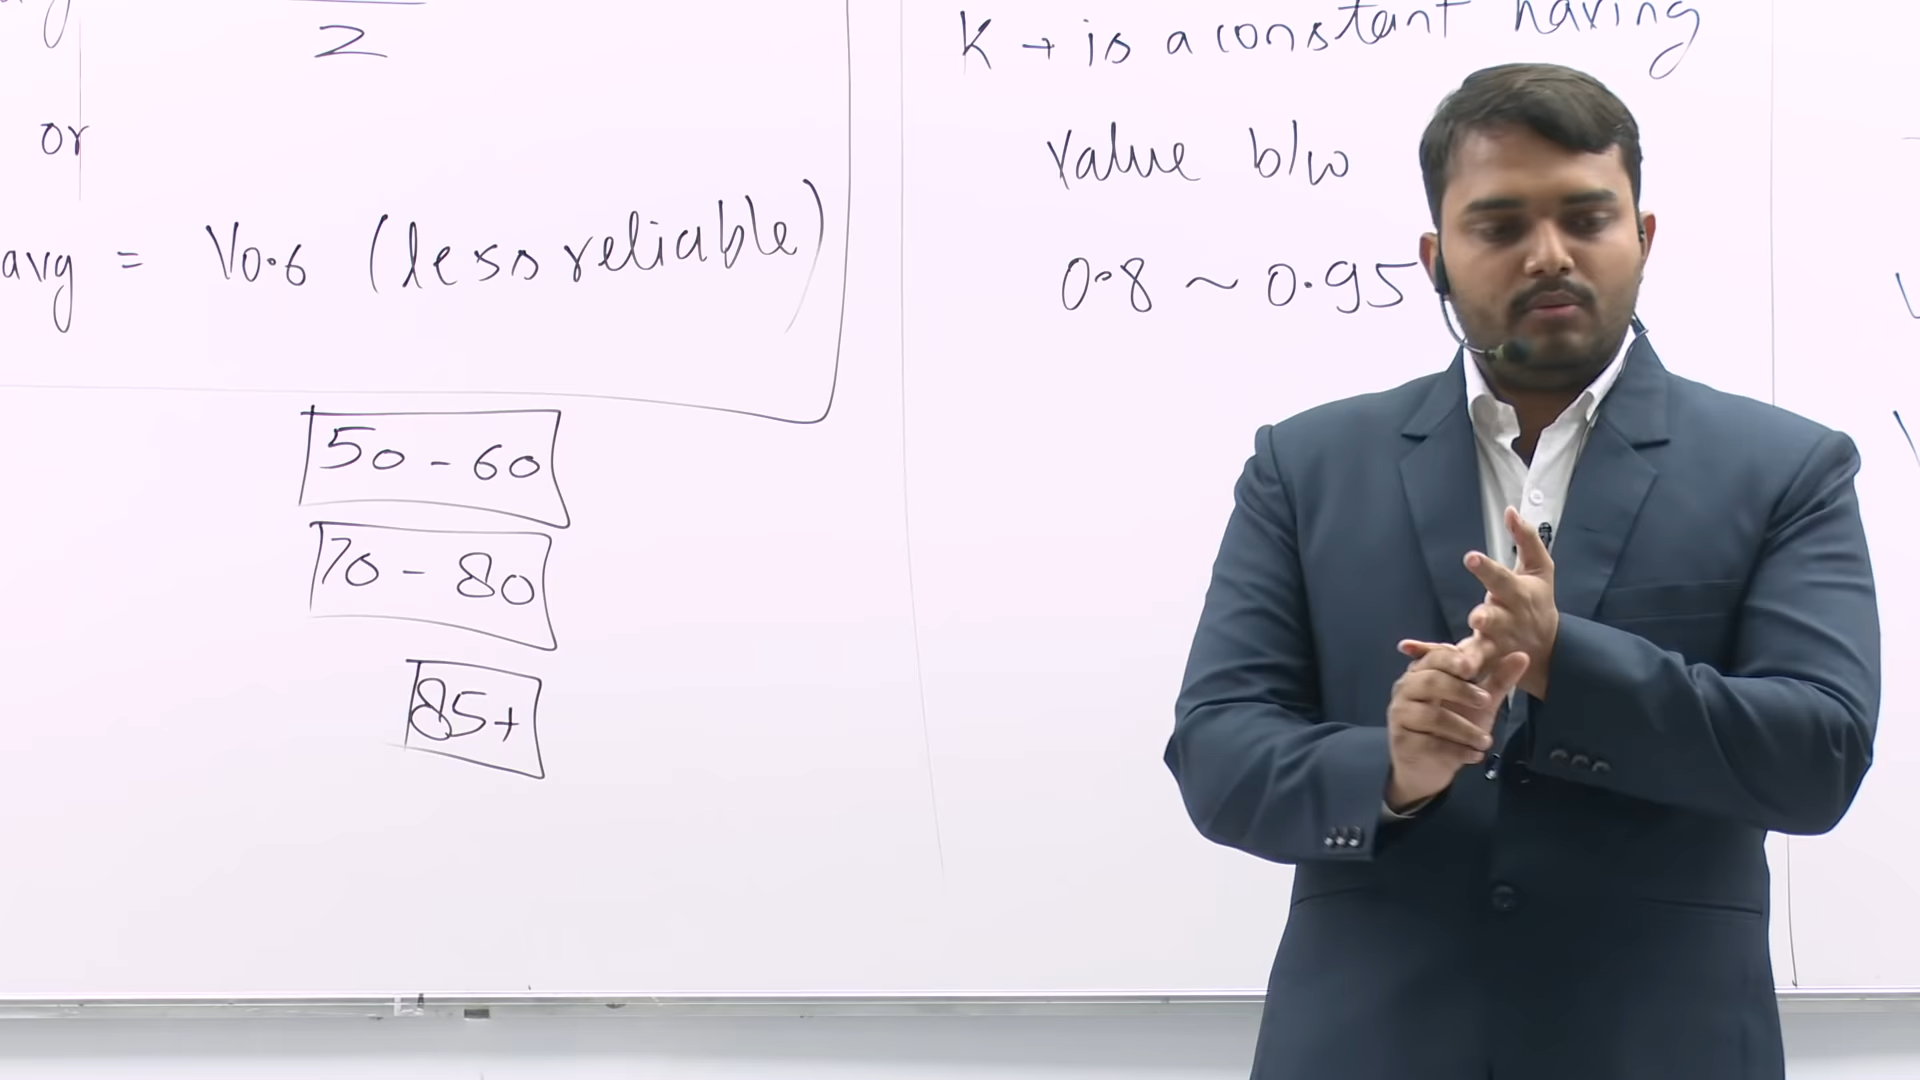 2
or
avg = V0.6 (less reliable)
50 - 60
70 - 80
85+
K → is a constant having
value b/w
0.8 ~ 0.95